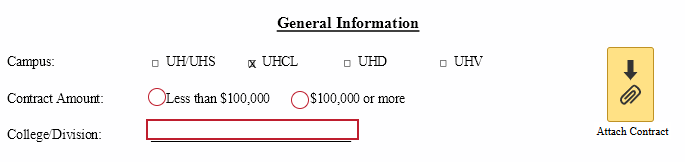 General Information
Campus: UH/UHS UHCL UHD UHV
Contract Amount: Less than $100,000 $100,000 or more
College/Division:
Attach Contract